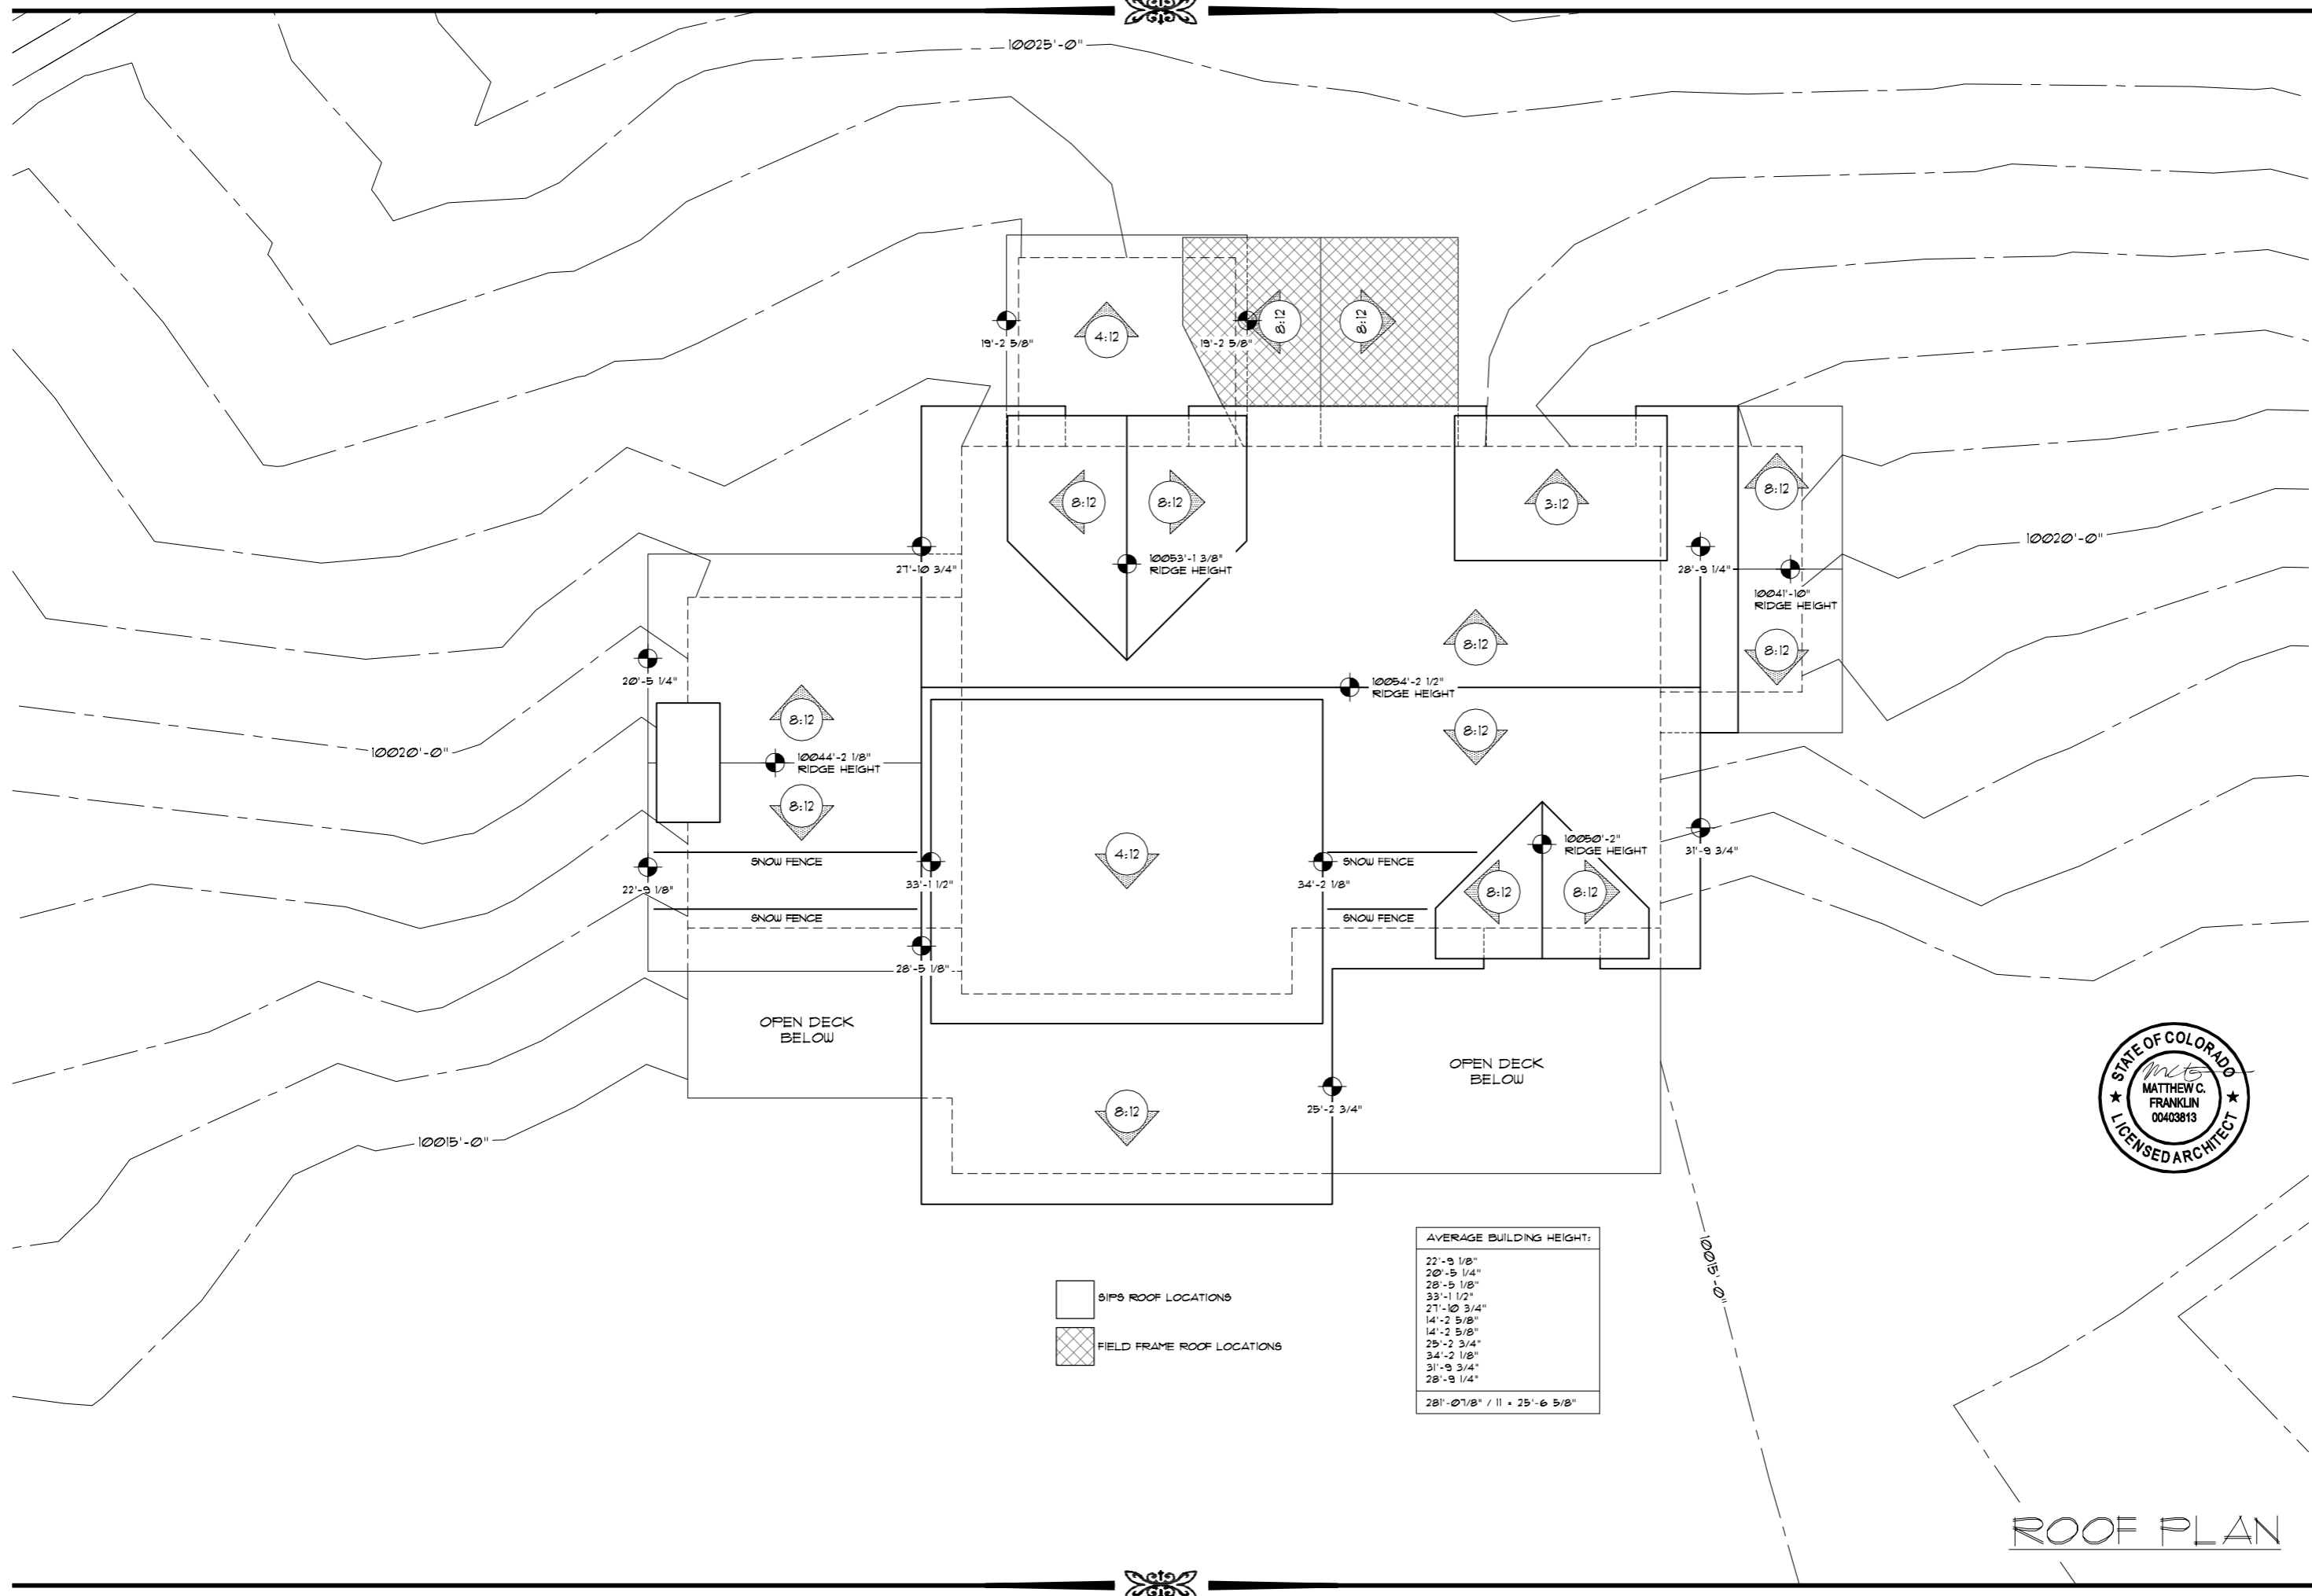 10025'-0"
4:12
8:12
8:12
19'-2 5/8"
19'-2 5/8"
8:12
8:12
3:12
8:12
10020'-0"
27'-10 3/4"
10053'-1 3/8"
RIDGE HEIGHT
28'-9 1/4"
10041'-10"
RIDGE HEIGHT
8:12
8:12
20'-5 1/4"
10054'-2 1/2"
RIDGE HEIGHT
8:12
8:12
10020'-0"
10044'-2 1/8"
RIDGE HEIGHT
8:12
4:12
10050'-2"
RIDGE HEIGHT
31'-9 3/4"
SNOW FENCE
SNOW FENCE
22'-9 1/8"
33'-1 1/2"
34'-2 1/8"
8:12
8:12
SNOW FENCE
SNOW FENCE
28'-5 1/8"
OPEN DECK
BELOW
OPEN DECK
BELOW
8:12
25'-2 3/4"
10015'-0"
STATE OF COLORADO
MATTHEW C.
FRANKLIN
00403813
LICENSED ARCHITECT
10015'-0"
SIPS ROOF LOCATIONS
FIELD FRAME ROOF LOCATIONS
AVERAGE BUILDING HEIGHT:
22'-9 1/8"
20'-5 1/4"
28'-5 1/8"
33'-1 1/2"
27'-10 3/4"
14'-2 5/8"
14'-2 5/8"
25'-2 3/4"
34'-2 1/8"
31'-9 3/4"
28'-9 1/4"
281'-07/8" / 11 = 25'-6 5/8"
ROOF PLAN